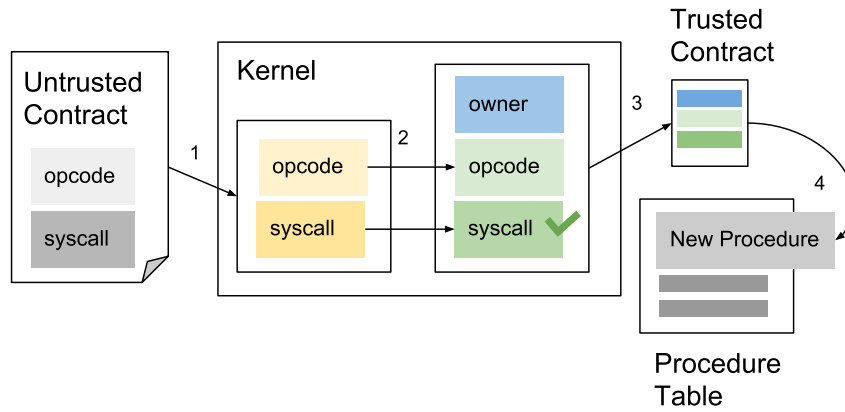 Untrusted
Contract
opcode
syscall
1
Kernel
opcode
syscall
2
owner
opcode
syscall
3
Trusted
Contract
4
New Procedure
Procedure
Table